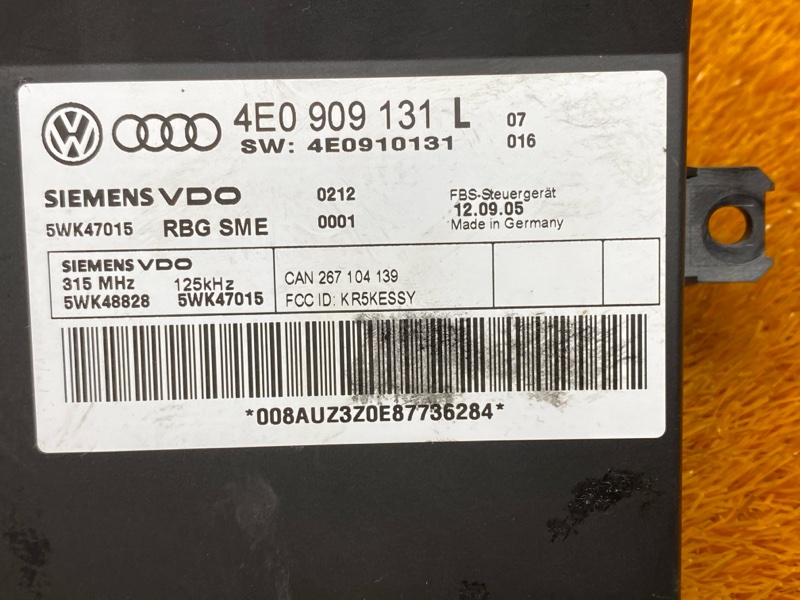 VW 4E0 909 131 L 07
SW: 4E0910131 016
SIEMENS VDO 0212 FBS-Steuergerät
5WK47015 RBG SME 0001 12.09.05
Made in Germany
SIEMENS VDO
315 MHz 125kHz CAN 267 104 139
5WK48828 5WK47015 FCC ID: KR5KESSY
*008AUZ3Z0E87736284*